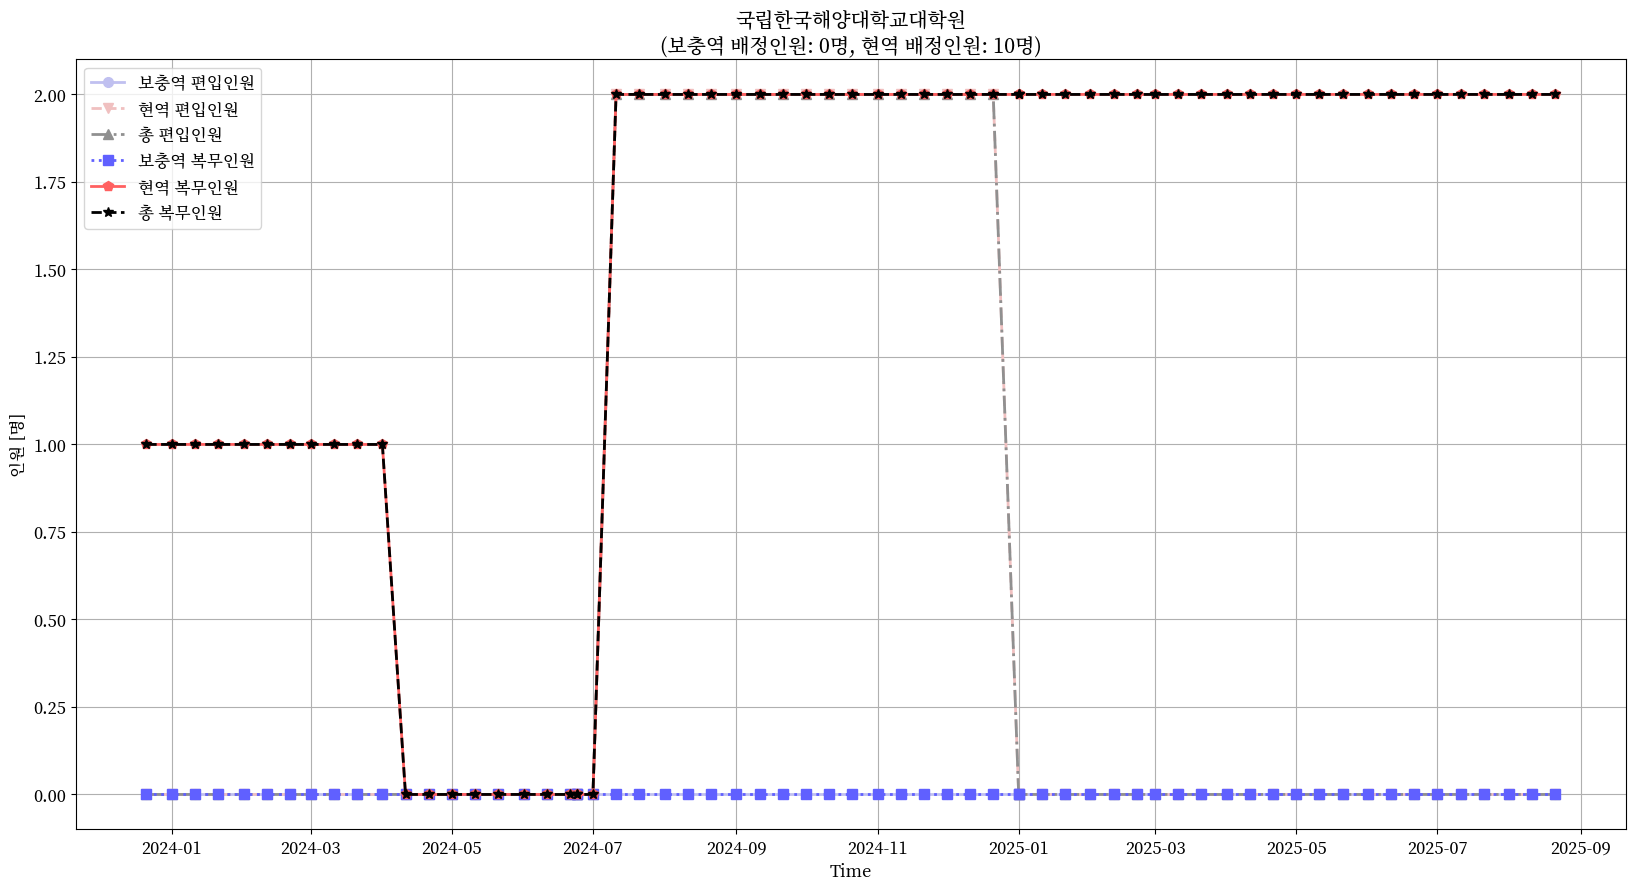 국립한국해양대학교대학원
(보충역 배정인원: 0명, 현역 배정인원: 10명)
보충역 편입인원
현역 편입인원
총 편입인원
보충역 복무인원
현역 복무인원
총 복무인원
인원 [명]
2.00
1.75
1.50
1.25
1.00
0.75
0.50
0.25
0.00
2024-01
2024-03
2024-05
2024-07
2024-09
2024-11
2025-01
2025-03
2025-05
2025-07
2025-09
Time